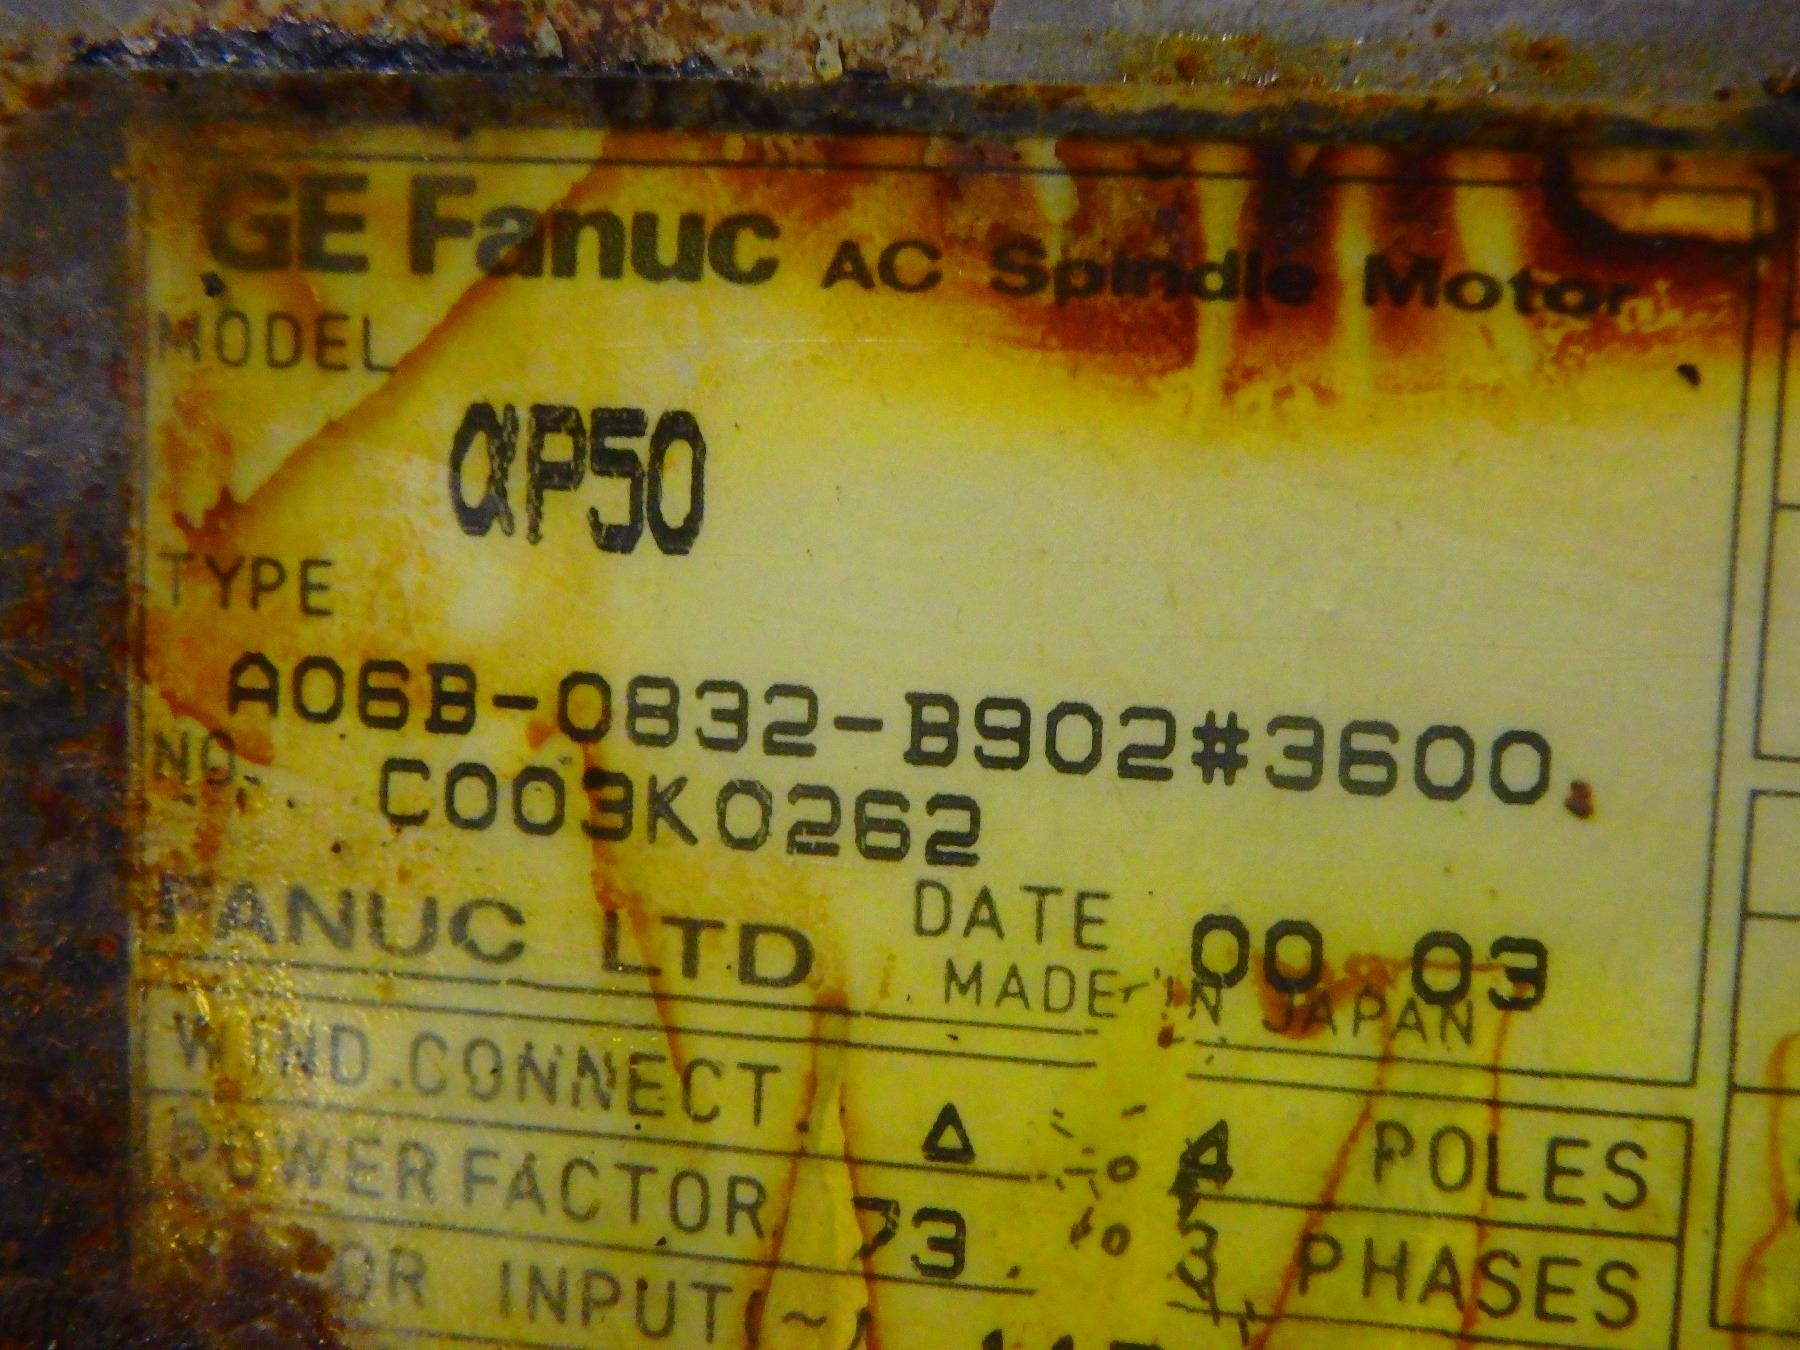 GE Fanuc AC Spindle Motor
MODEL
αP50
TYPE
A06B-0832-B902#3600
NO. C003K0262
FANUC LTD DATE 00 03
MADE IN JAPAN
WIND.CONNECT Δ 4 POLES
POWER FACTOR 73 % 3 PHASES
INPUT (~)